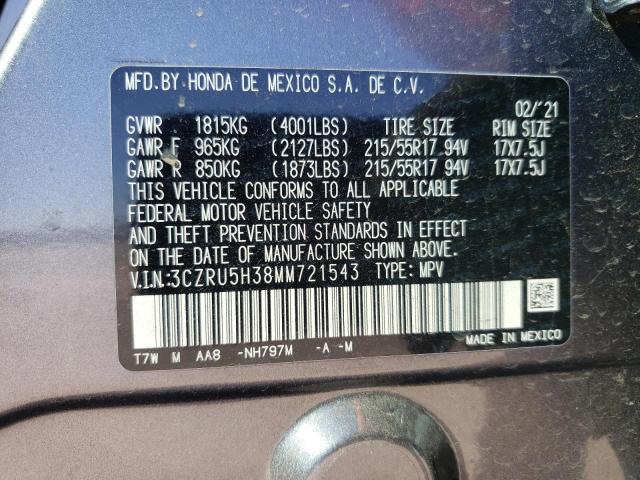 MFD. BY HONDA DE MEXICO S.A. DE C.V.
02/'21
GVWR 1815KG (4001LBS) TIRE SIZE RIM SIZE
GAWR F 965KG (2127LBS) 215/55R17 94V 17X7.5J
GAWR R 850KG (1873LBS) 215/55R17 94V 17X7.5J
THIS VEHICLE CONFORMS TO ALL APPLICABLE
FEDERAL MOTOR VEHICLE SAFETY
AND THEFT PREVENTION STANDARDS IN EFFECT
ON THE DATE OF MANUFACTURE SHOWN ABOVE.
V.I.N.:3CZRU5H38MM721543 TYPE: MPV
T7W M AA8 -NH797M -A -M
MADE IN MEXICO